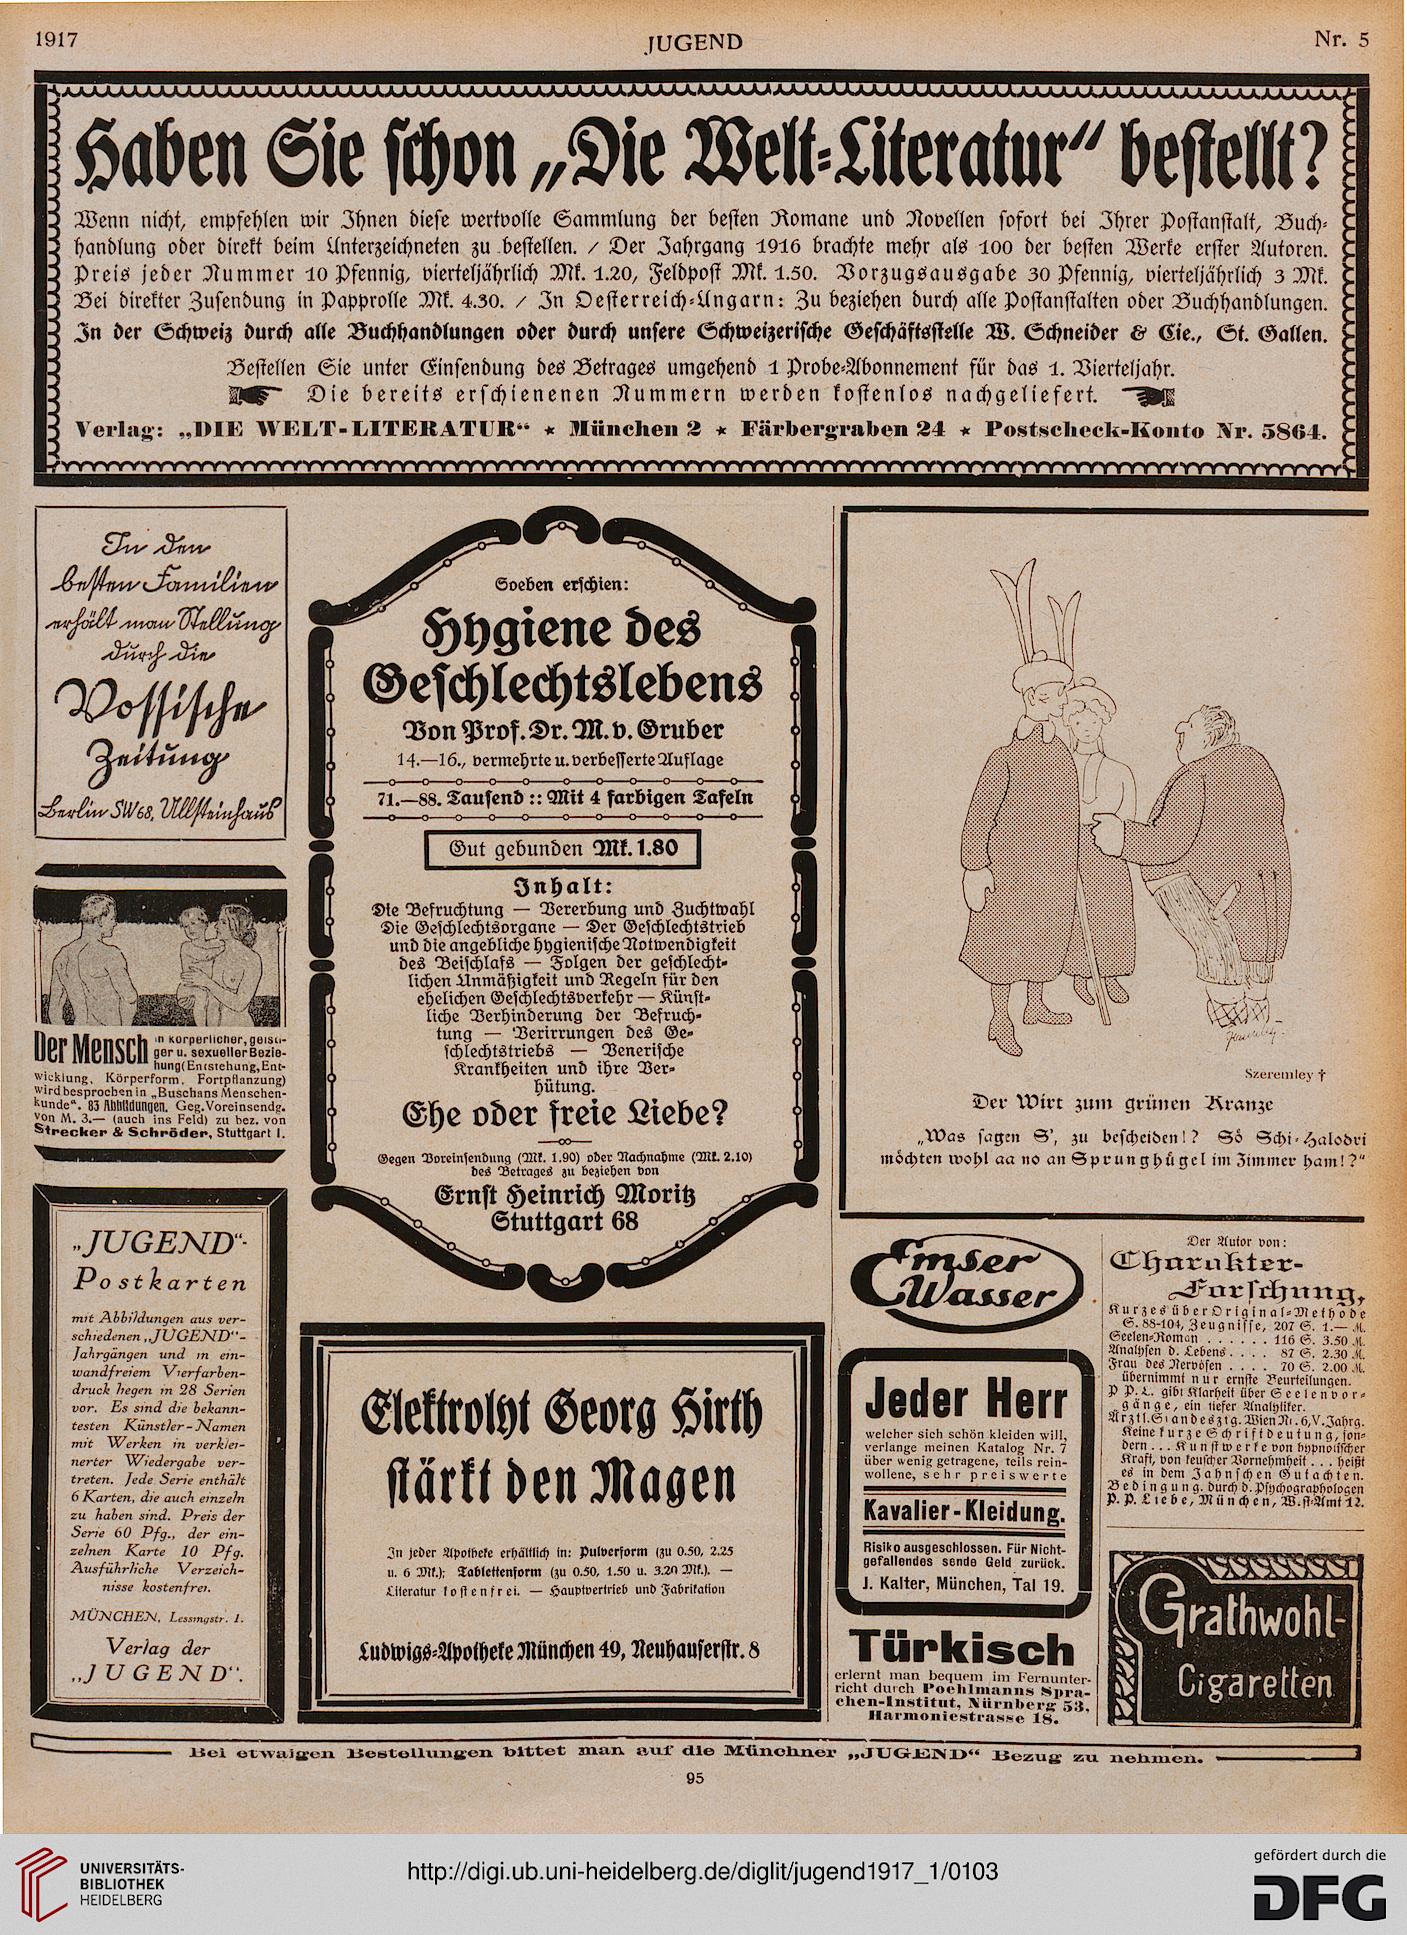 1917
JUGEND
Nr. 5
Haben Sie schon „Die Welt-Literatur“ bestellt?
Wenn nicht, empfehlen wir Ihnen diese wertvolle Sammlung der besten Romane und Novellen sofort bei Ihrer Postanstalt, Buch-
handlung oder direkt beim Unterzeichneten zu bestellen. / Der Jahrgang 1916 brachte mehr als 100 der besten Werke erster Autoren.
Preis jeder Nummer 10 Pfennig, vierteljährlich Mk. 1.20, Feldpost Mk. 1.50. Vorzugsausgabe 30 Pfennig, vierteljährlich 3 Mk.
Bei direkter Zusendung in Papprolle Mk. 4.30. / In Oesterreich-Ungarn: Zu beziehen durch alle Postanstalten oder Buchhandlungen.
In der Schweiz durch alle Buchhandlungen oder durch unsere Schweizerische Geschäftsstelle W. Schneider & Cie., St. Gallen.
Bestellen Sie unter Einsendung des Betrages umgehend 1 Probe-Abonnement für das 1. Vierteljahr.
Die bereits erschienenen Nummern werden kostenlos nachgeliefert.
Verlag: „DIE WELT-LITERATUR“ ★ München 2 ★ Färbergraben 24 ★ Postscheck-Konto Nr. 5864.
In den
besten Familien
erhält man Stellung
durch die
Vossische
Zeitung
Berlin SW68, Ullsteinhaus
Der Mensch in körperlicher, geisti-
ger u. sexueller Bezie-
hung (Entstehung, Ent-
wicklung, Körperform, Fortpflanzung)
wird besprochen in „Buschans Menschen-
kunde“. 83 Abbildungen. Geg. Voreinsendg.
von M. 3.— (auch ins Feld) zu bez. von
Strecker & Schröder, Stuttgart I.
„JUGEND“-
Postkarten
mit Abbildungen aus ver-
schiedenen „JUGEND“-
Jahrgängen und in ein-
wandfreiem Vierfarben-
druck liegen in 28 Serien
vor. Es sind die bekann-
testen Künstler-Namen
mit Werken in verklei-
nerter Wiedergabe ver-
treten. Jede Serie enthält
6 Karten, die auch einzeln
zu haben sind. Preis der
Serie 60 Pfg., der ein-
zelnen Karte 10 Pfg.
Ausführliche Verzeich-
nisse kostenfrei.
MÜNCHEN, Lessingstr. 1.
Verlag der
„JUGEND“.
Soeben erschien:
Hygiene des
Geschlechtslebens
Von Prof. Dr. M. v. Gruber
14.—16., vermehrte u. verbesserte Auflage
71.—88. Tausend :: Mit 4 farbigen Tafeln
Gut gebunden Mk. 1.80
Inhalt:
Die Befruchtung — Vererbung und Zuchtwahl
Die Geschlechtsorgane — Der Geschlechtstrieb
und die angebliche hygienische Notwendigkeit
des Beischlafs — Folgen der geschlecht-
lichen Unmäßigkeit und Regeln für den
ehelichen Geschlechtsverkehr — Künst-
liche Verhinderung der Befruch-
tung — Verirrungen des Ge-
schlechtstriebs — Venerische
Krankheiten und ihre Ver-
hütung.
Ehe oder freie Liebe?
Gegen Voreinsendung (Mk. 1.90) oder Nachnahme (Mk. 2.10)
des Betrages zu beziehen von
Ernst Heinrich Moritz
Stuttgart 68
Elektrolyt Georg Hirth
stärkt den Magen
In jeder Apotheke erhältlich in: Pulverform (zu 0.50, 2.25
u. 6 Mk.); Tablettenform (zu 0.50, 1.50 u. 3.20 Mk.). —
Literatur kostenfrei. — Hauptvertrieb und Fabrikation
Ludwigs-Apotheke München 49, Neuhauserstr. 8
Szeremley †
Der Wirt zum grünen Kranze
„Was sagen S', zu bescheiden!? Sö Schi-Halodri
möchten wohl aa no an Sprunghügel im Zimmer ham!?“
Emser
Wasser
Jeder Herr
welcher sich schön kleiden will,
verlange meinen Katalog Nr. 7
über wenig getragene, teils rein-
wollene, sehr preiswerte
Kavalier-Kleidung.
Risiko ausgeschlossen. Für Nicht-
gefallendes sende Geld zurück.
J. Kalter, München, Tal 19.
Türkisch
erlernt man bequem im Fernunter-
richt durch Poehlmanns Spra-
chen-Institut, Nürnberg 53,
Harmoniestrasse 18.
Der Autor von:
Charakter-
Forschung,
Kurzes über Original-Methode
S. 88-104, Zeugnisse, 207 S. 1.— M.
Seelen-Roman . . . . . . 116 S. 3.50 M.
Analysen d. Lebens . . . . 87 S. 2.30 M.
Frau des Nervösen . . . . 70 S. 2.00 M.
übernimmt nur ernste Beurteilungen.
P. P. L. gibt Klarheit über Seelenvor-
gänge, ein tiefer Analytiker.
Ärztl. Standesztg. Wien Nr. 6, V. Jahrg.
Keine kurze Schriftdeutung, son-
dern . . . Kunstwerke von hypnotischer
Kraft, von keuscher Vornehmheit . . . heißt
es in dem Jahnschen Gutachten.
Bedingung. durch d. Psychographologen
P. P. Liebe, München, W. st-Amt 12.
Grathwohl-
Cigaretten
Bei etwaigen Bestellungen bittet man auf die Münchner „JUGEND“ Bezug zu nehmen.
95
UNIVERSITÄTS-
BIBLIOTHEK
HEIDELBERG
http://digi.ub.uni-heidelberg.de/diglit/jugend1917_1/0103
gefördert durch die
DFG